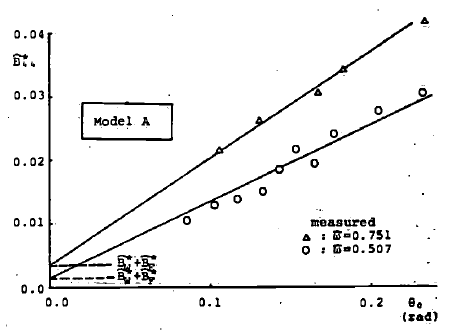 0.04
0.03
Model A
0.02
0.01
measured
△ : ω̃=0.751
○ : ω̃=0.507
0.0
0.0
0.1
0.2
θ₀
(rad)